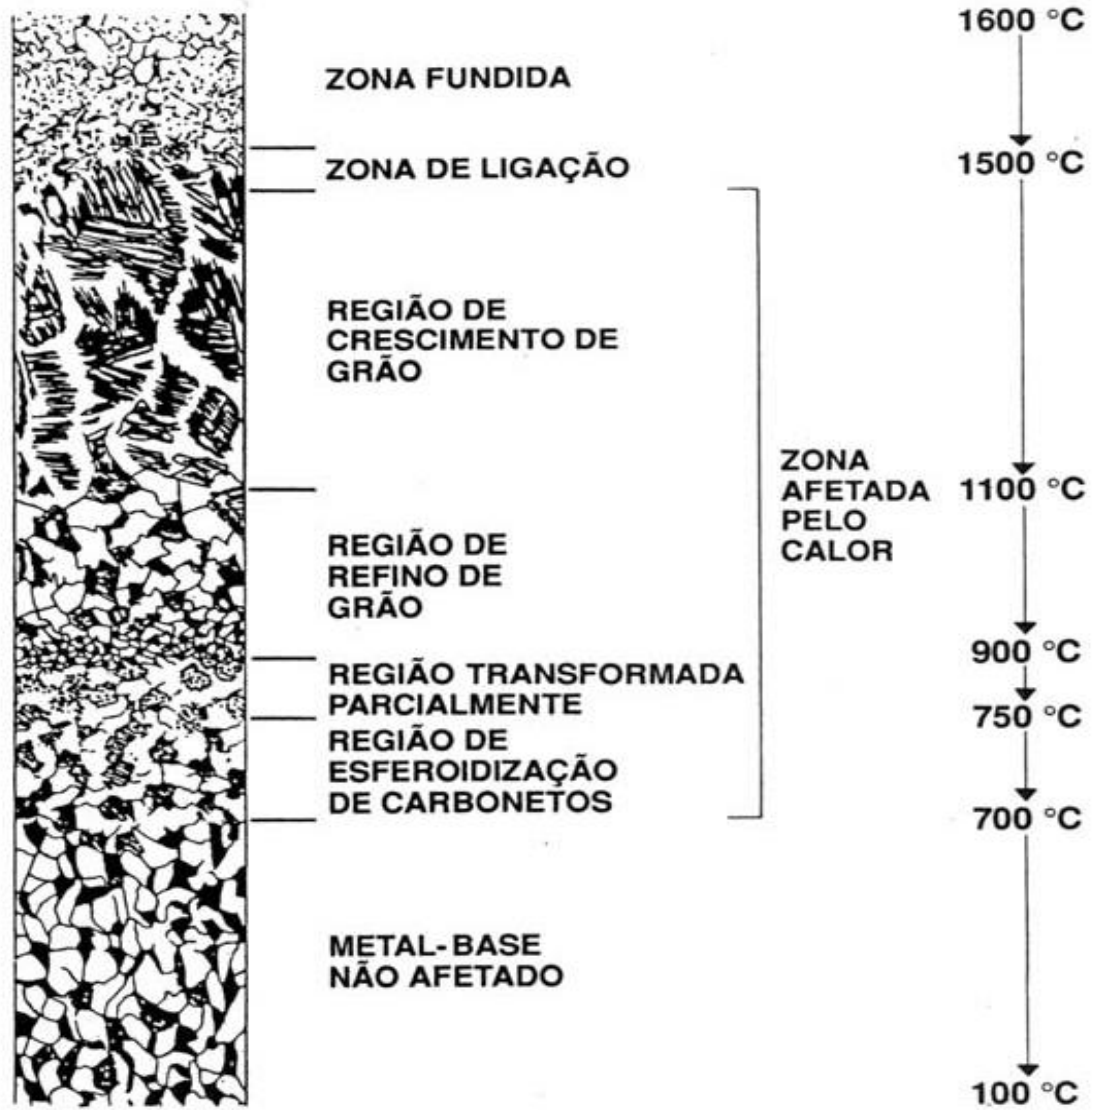 1600 °C
ZONA FUNDIDA
1500 °C
ZONA DE LIGAÇÃO
REGIÃO DE
CRESCIMENTO DE
GRÃO
ZONA
AFETADA
PELO
CALOR
1100 °C
REGIÃO DE
REFINO DE
GRÃO
900 °C
REGIÃO TRANSFORMADA
PARCIALMENTE
750 °C
REGIÃO DE
ESFEROIDIZAÇÃO
DE CARBONETOS
700 °C
METAL-BASE
NÃO AFETADO
100 °C